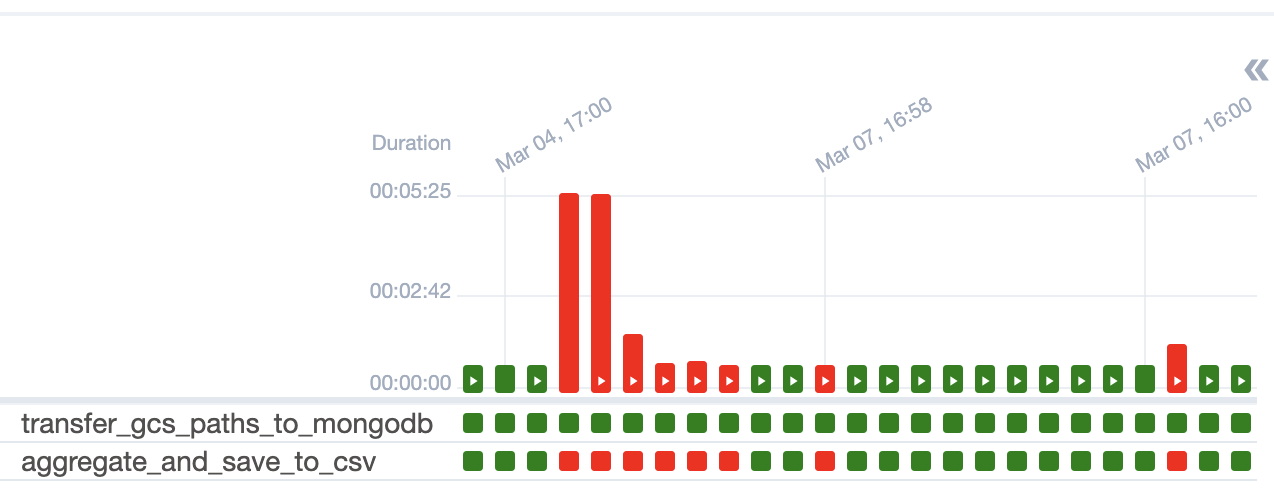 Mar 04, 17:00
Mar 07, 16:58
Mar 07, 16:00
Duration
00:05:25
00:02:42
00:00:00
transfer_gcs_paths_to_mongodb
aggregate_and_save_to_csv